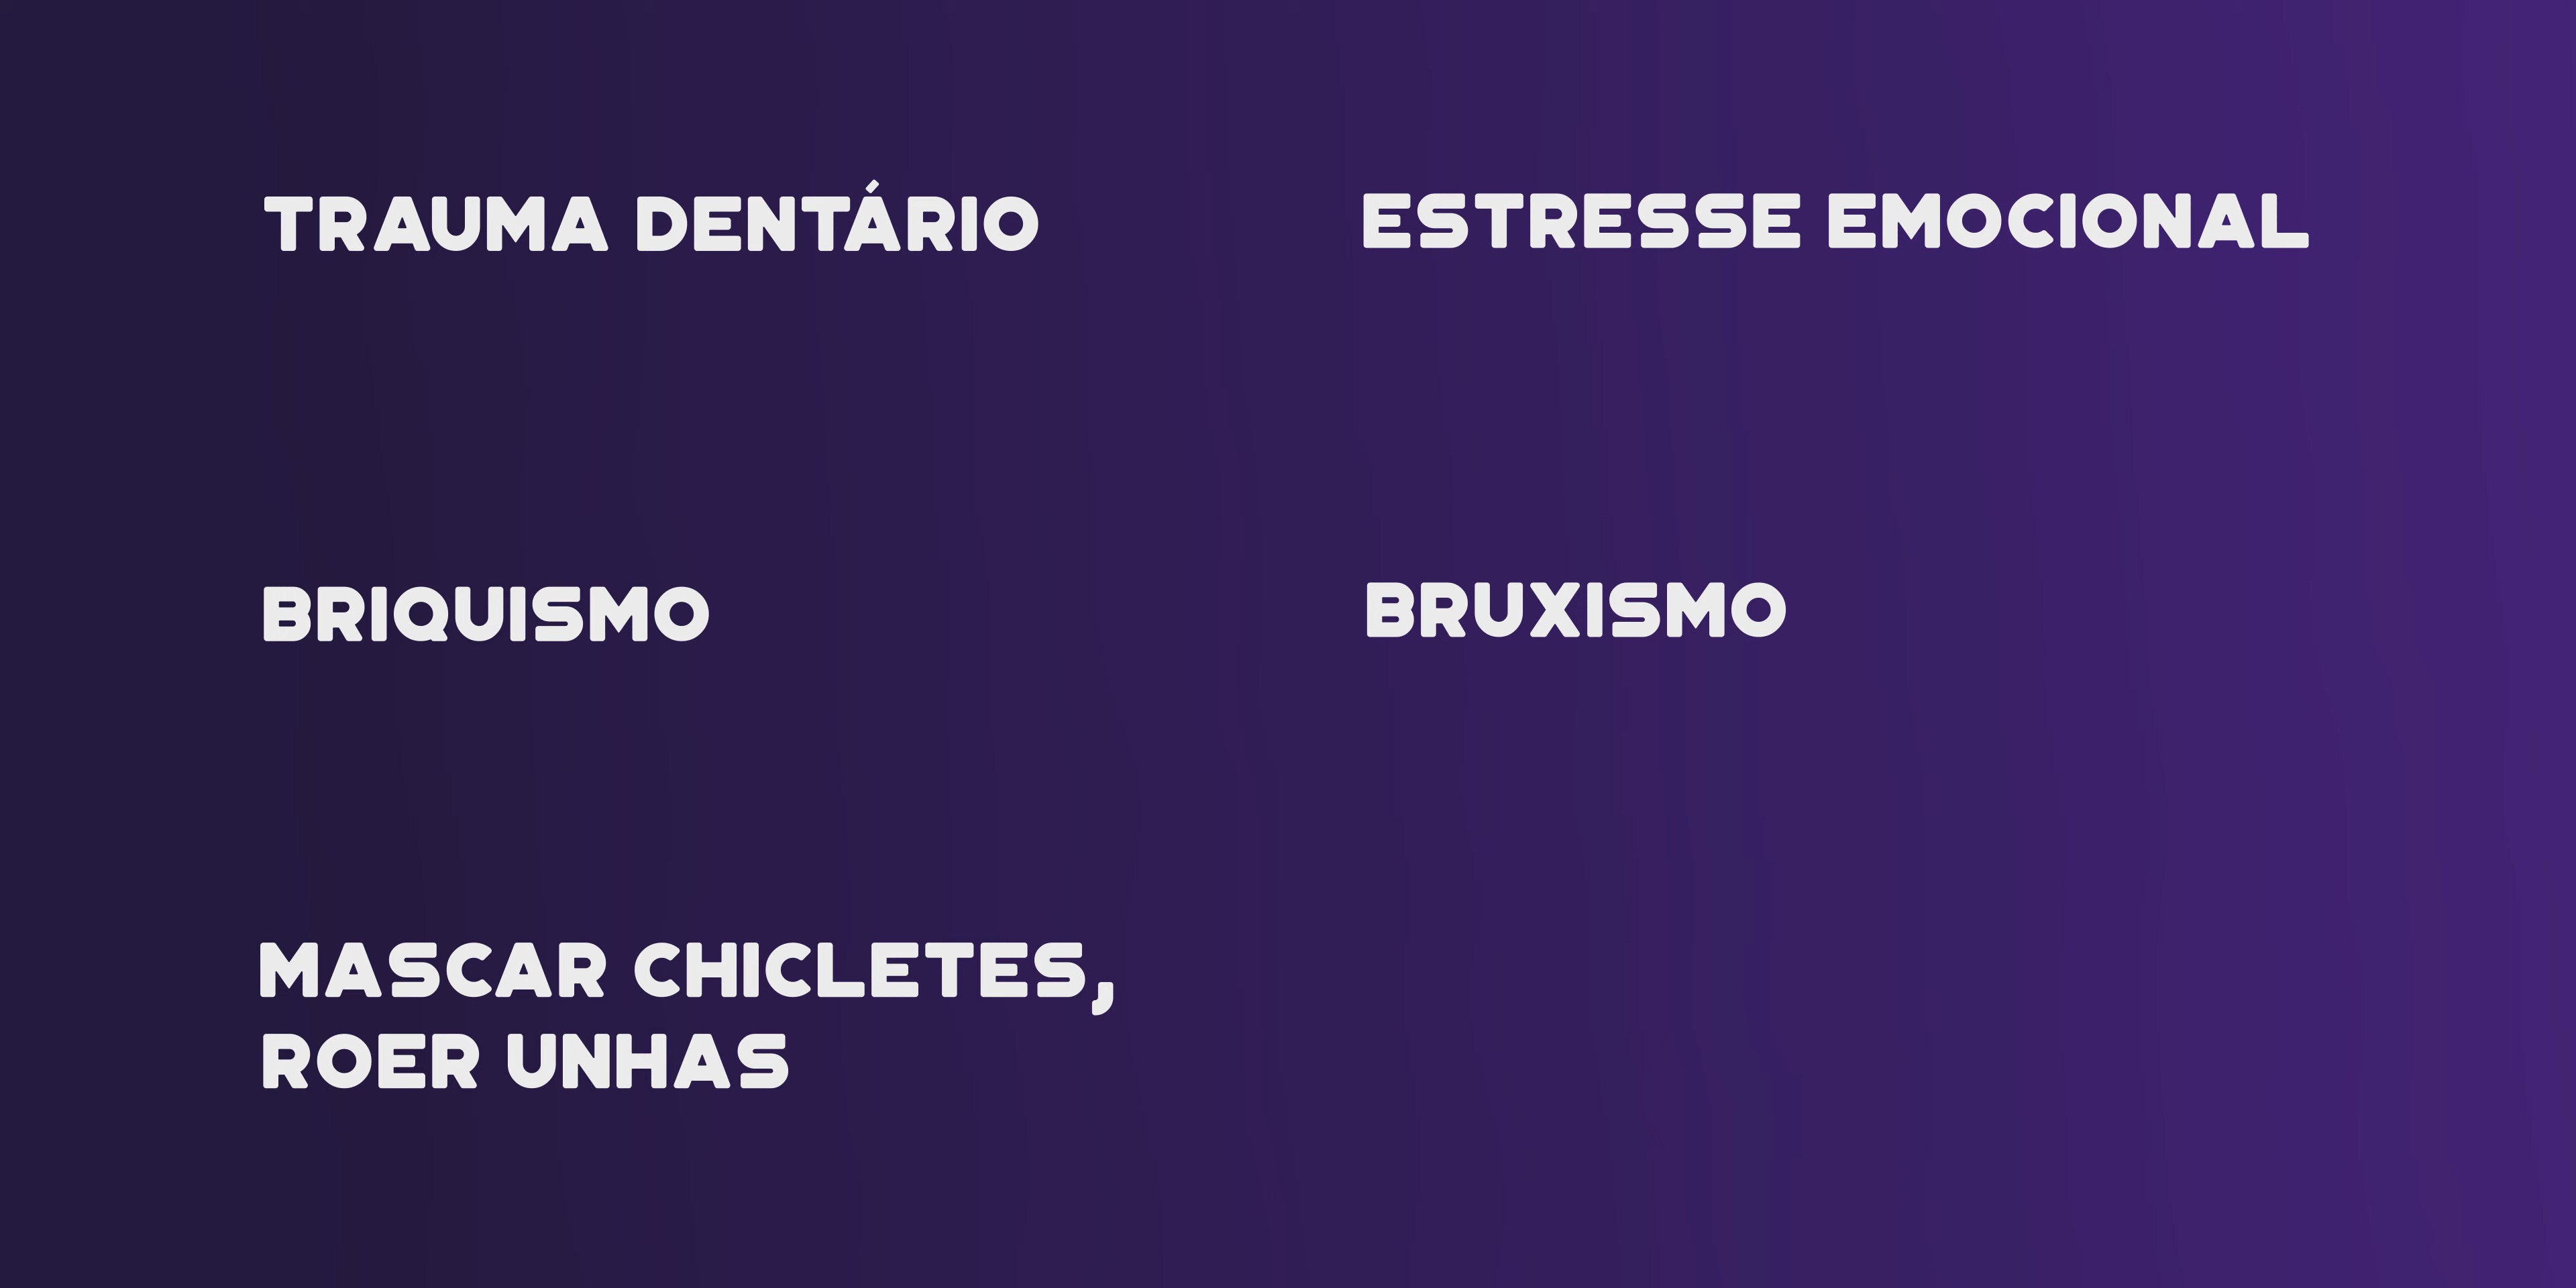 TRAUMA DENTÁRIO
ESTRESSE EMOCIONAL
BRIQUISMO
BRUXISMO
MASCAR CHICLETES,
ROER UNHAS